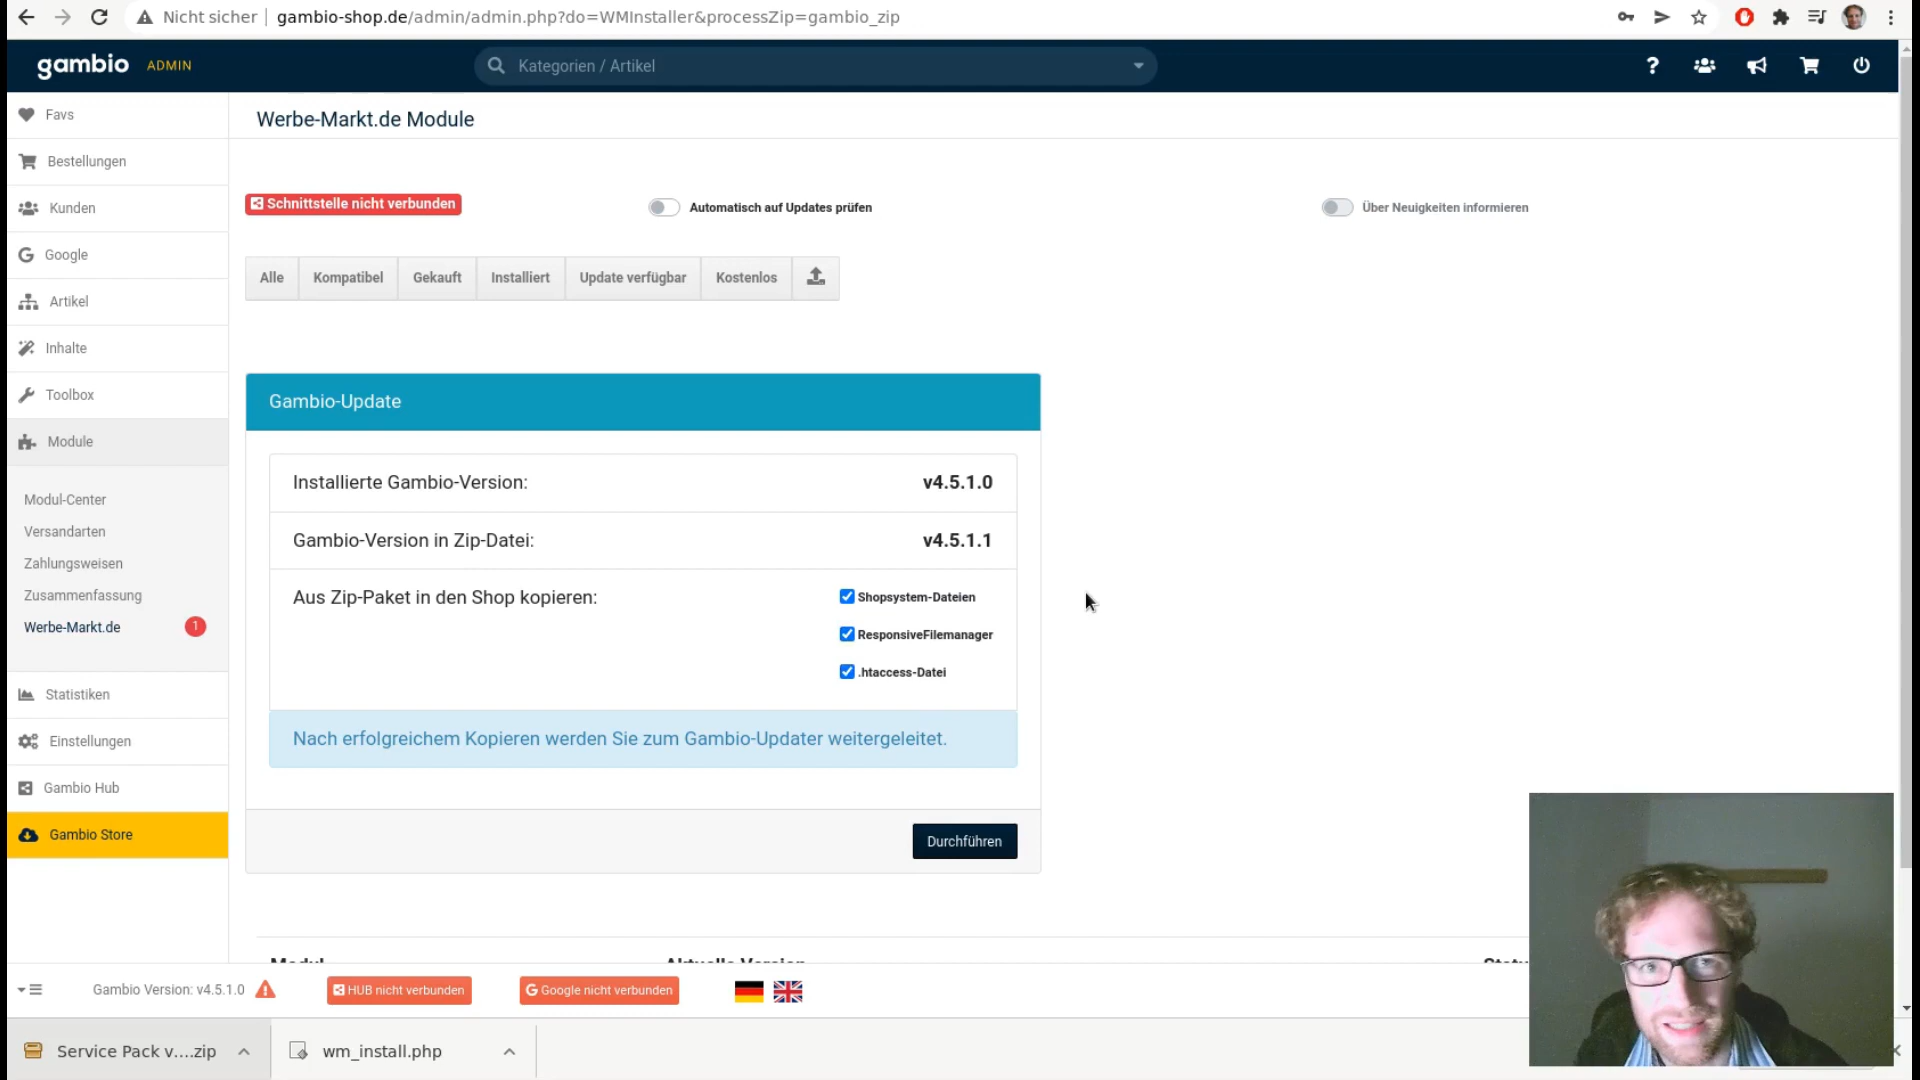 Nicht sicher
gambio-shop.de/admin/admin.php?do=WMInstaller&processZip=gambio_zip
gambio ADMIN
Kategorien / Artikel
?
Favs
Bestellungen
Kunden
Google
Artikel
Inhalte
Toolbox
Module
Modul-Center
Versandarten
Zahlungsweisen
Zusammenfassung
Werbe-Markt.de 1
Statistiken
Einstellungen
Gambio Hub
Gambio Store
Werbe-Markt.de Module
Schnittstelle nicht verbunden
Automatisch auf Updates prüfen
Über Neuigkeiten informieren
Alle
Kompatibel
Gekauft
Installiert
Update verfügbar
Kostenlos
Gambio-Update
Installierte Gambio-Version: v4.5.1.0
Gambio-Version in Zip-Datei: v4.5.1.1
Aus Zip-Paket in den Shop kopieren:
Shopsystem-Dateien
ResponsiveFilemanager
.htaccess-Datei
Nach erfolgreichem Kopieren werden Sie zum Gambio-Updater weitergeleitet.
Durchführen
Modul
Aktuelle Version
Gambio Version: v4.5.1.0
HUB nicht verbunden
Google nicht verbunden
Service Pack v....zip
wm_install.php